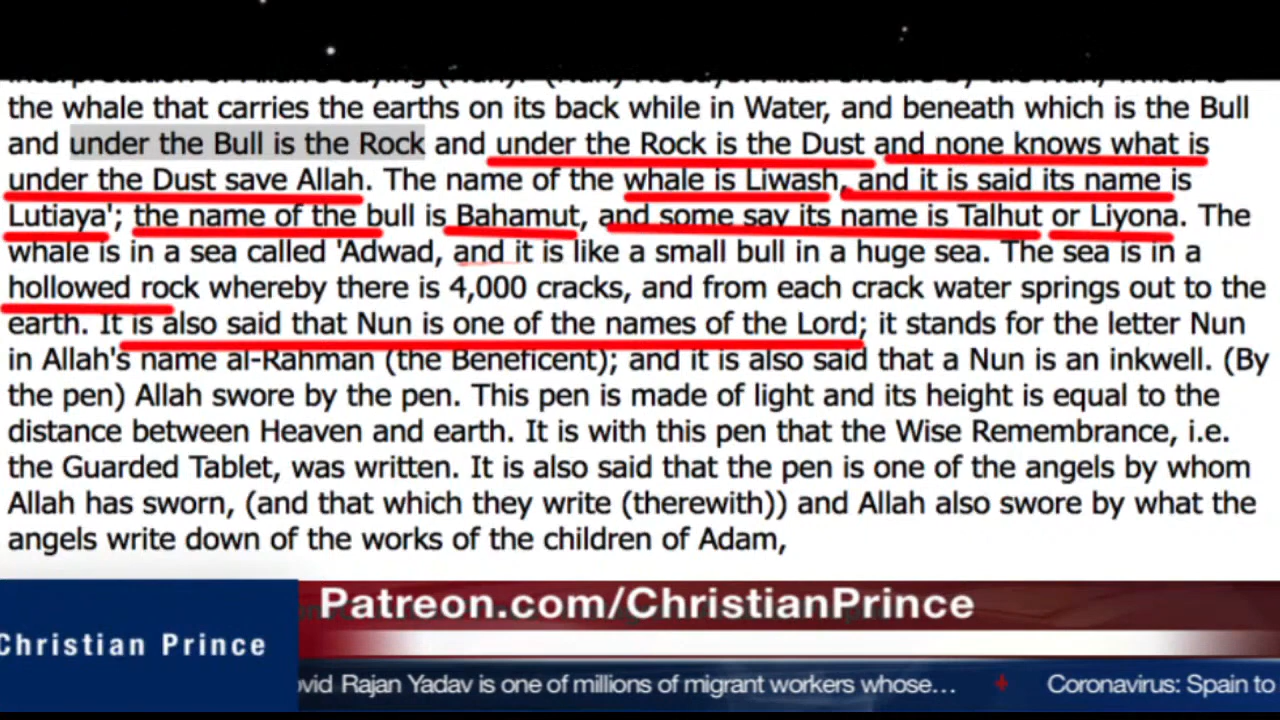 the whale that carries the earths on its back while in Water, and beneath which is the Bull
and under the Bull is the Rock and under the Rock is the Dust and none knows what is
under the Dust save Allah. The name of the whale is Liwash, and it is said its name is
Lutiaya'; the name of the bull is Bahamut, and some say its name is Talhut or Liyona. The
whale is in a sea called 'Adwad, and it is like a small bull in a huge sea. The sea is in a
hollowed rock whereby there is 4,000 cracks, and from each crack water springs out to the
earth. It is also said that Nun is one of the names of the Lord; it stands for the letter Nun
in Allah's name al-Rahman (the Beneficent); and it is also said that a Nun is an inkwell. (By
the pen) Allah swore by the pen. This pen is made of light and its height is equal to the
distance between Heaven and earth. It is with this pen that the Wise Remembrance, i.e.
the Guarded Tablet, was written. It is also said that the pen is one of the angels by whom
Allah has sworn, (and that which they write (therewith)) and Allah also swore by what the
angels write down of the works of the children of Adam,
Patreon.com/ChristianPrince
Christian Prince
ovid Rajan Yadav is one of millions of migrant workers whose... Coronavirus: Spain to